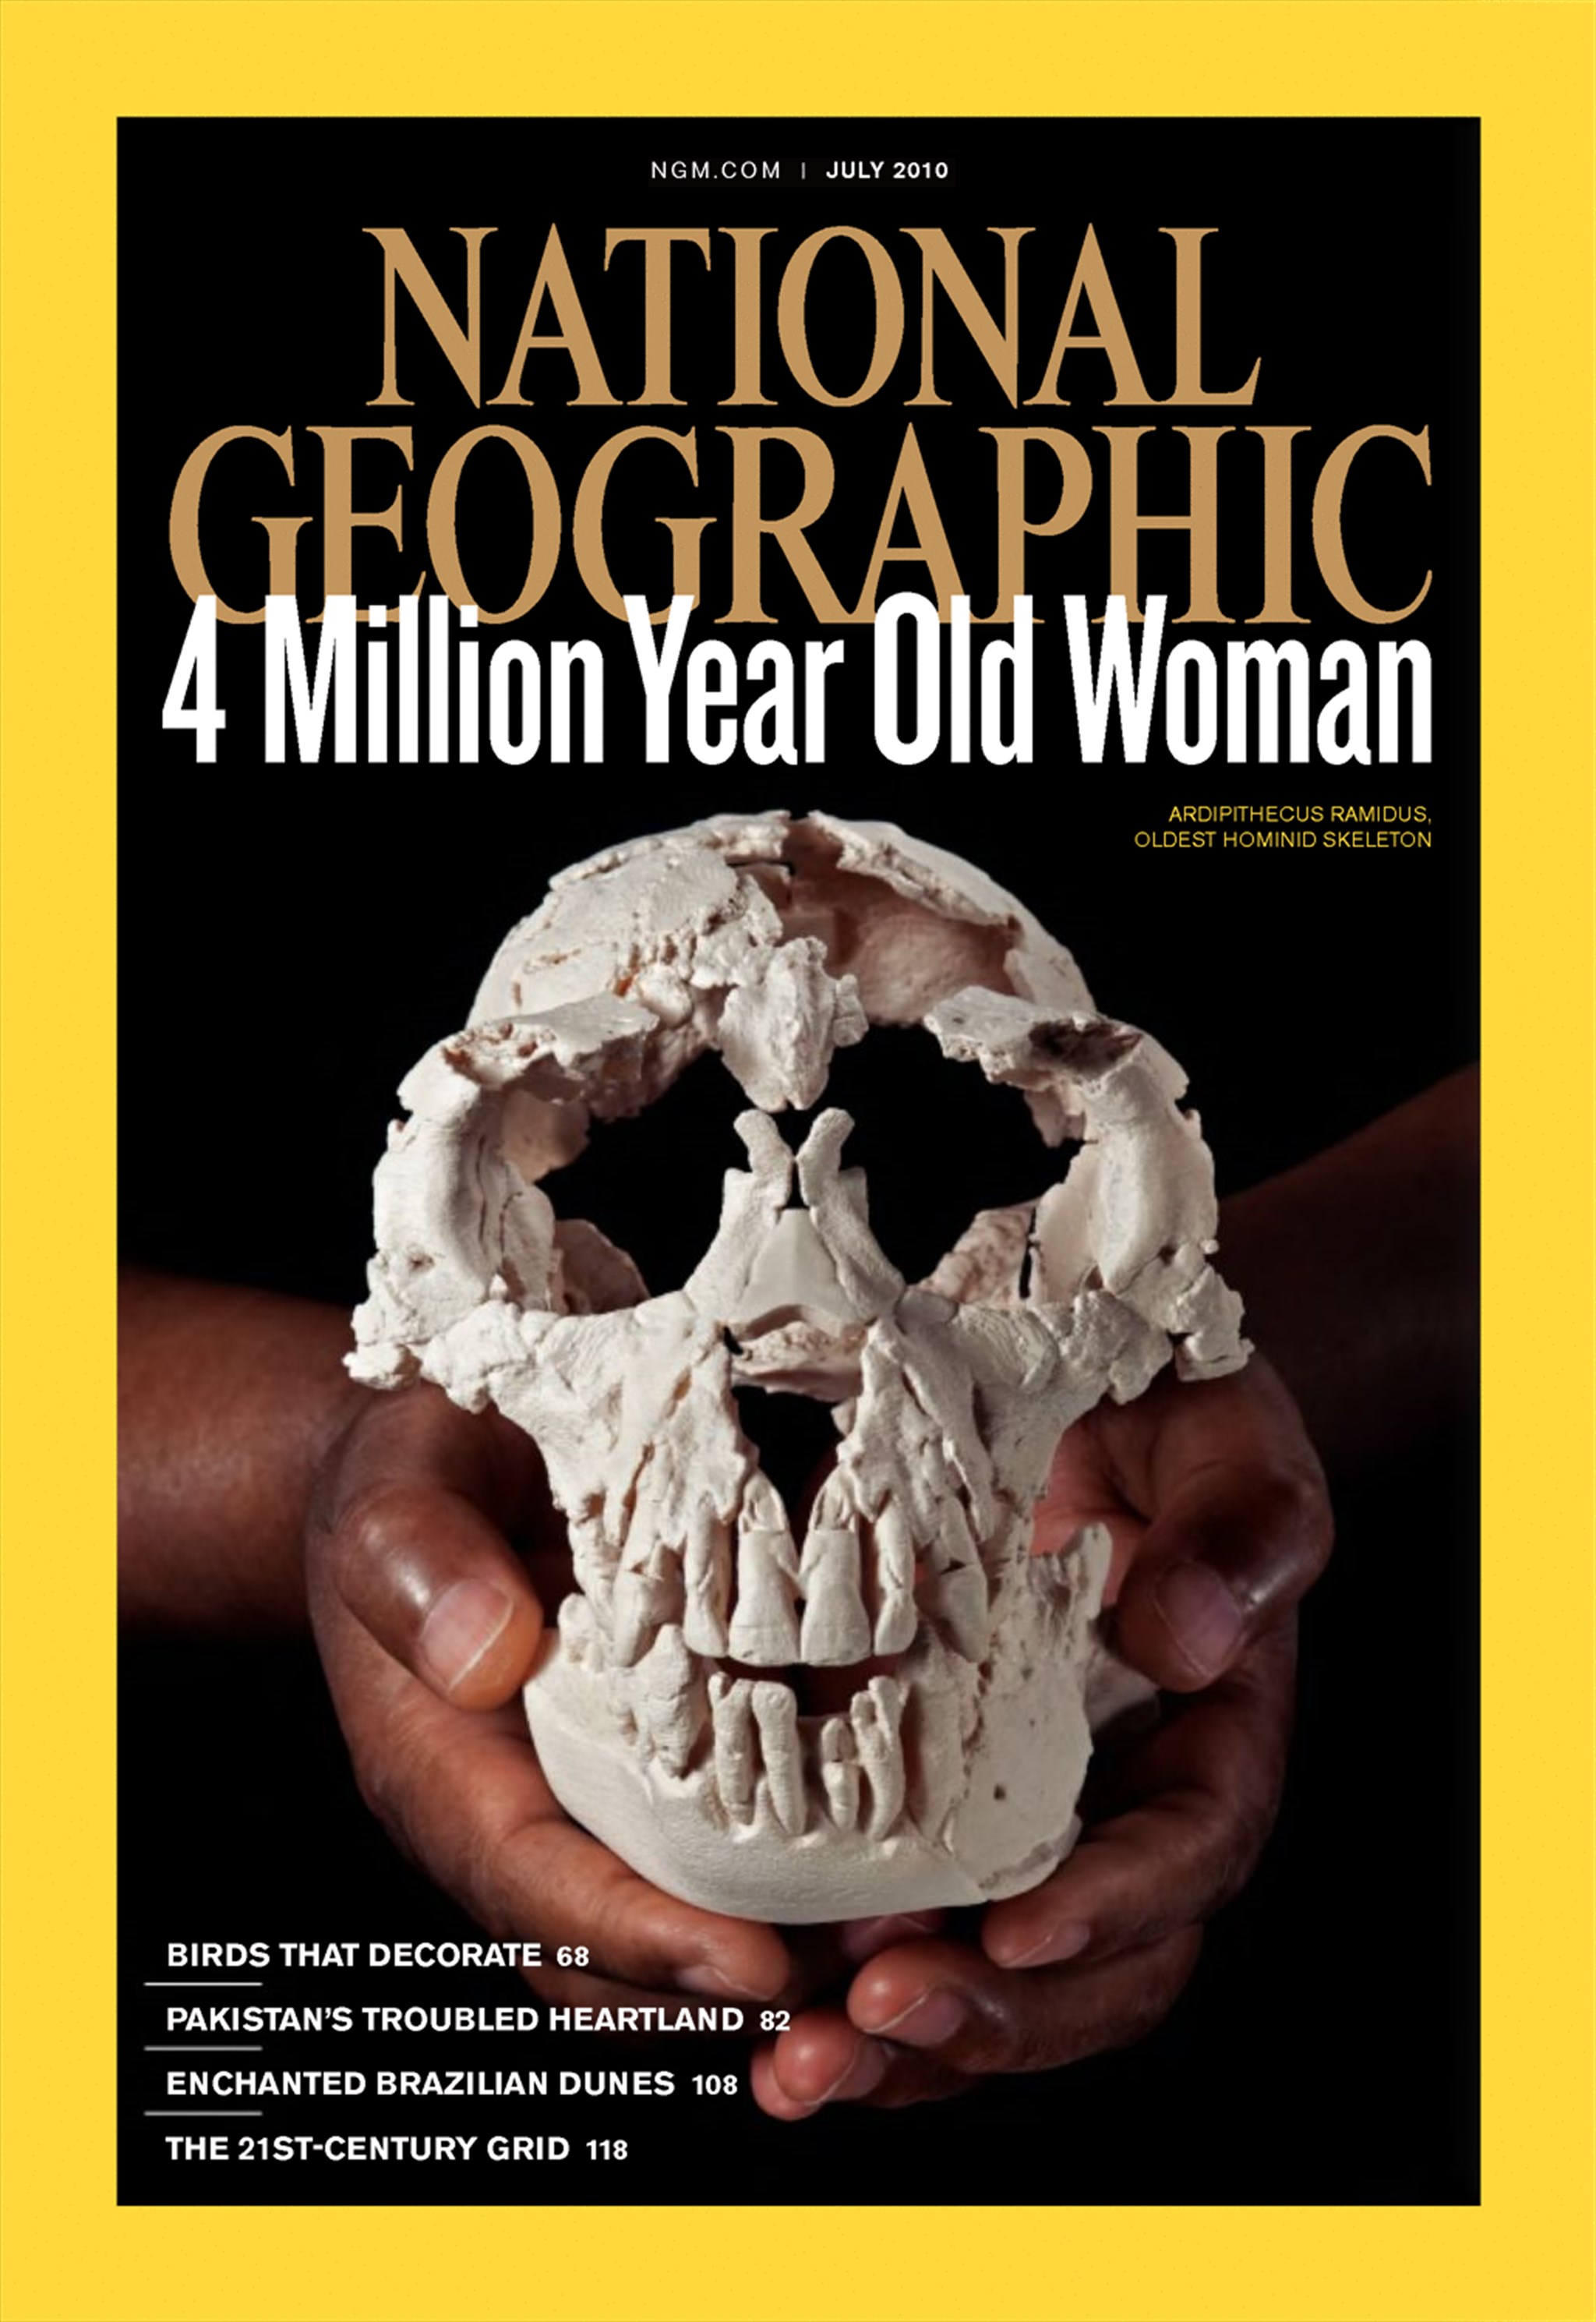 NGM.COM | JULY 2010
NATIONAL
GEOGRAPHIC
4 Million Year Old Woman
ARDIPITHECUS RAMIDUS,
OLDEST HOMINID SKELETON
BIRDS THAT DECORATE 68
PAKISTAN'S TROUBLED HEARTLAND 82
ENCHANTED BRAZILIAN DUNES 108
THE 21ST-CENTURY GRID 118